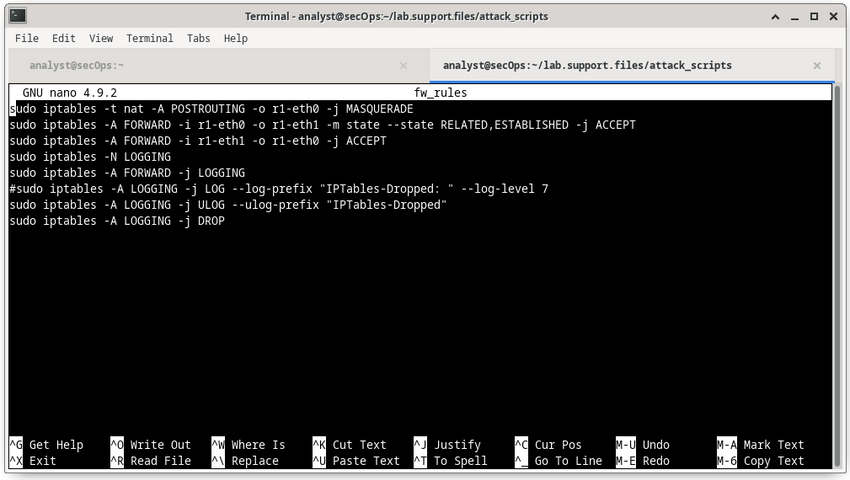 Terminal - analyst@secOps:~/lab.support.files/attack_scripts
File Edit View Terminal Tabs Help
analyst@secOps:~ × analyst@secOps:~/lab.support.files/attack_scripts ×
GNU nano 4.9.2 fw_rules
sudo iptables -t nat -A POSTROUTING -o r1-eth0 -j MASQUERADE
sudo iptables -A FORWARD -i r1-eth0 -o r1-eth1 -m state --state RELATED,ESTABLISHED -j ACCEPT
sudo iptables -A FORWARD -i r1-eth1 -o r1-eth0 -j ACCEPT
sudo iptables -N LOGGING
sudo iptables -A FORWARD -j LOGGING
#sudo iptables -A LOGGING -j LOG --log-prefix "IPTables-Dropped: " --log-level 7
sudo iptables -A LOGGING -j ULOG --ulog-prefix "IPTables-Dropped"
sudo iptables -A LOGGING -j DROP
^G Get Help ^O Write Out ^W Where Is ^K Cut Text ^J Justify ^C Cur Pos M-U Undo M-A Mark Text
^X Exit ^R Read File ^\ Replace ^U Paste Text ^T To Spell ^_ Go To Line M-E Redo M-6 Copy Text